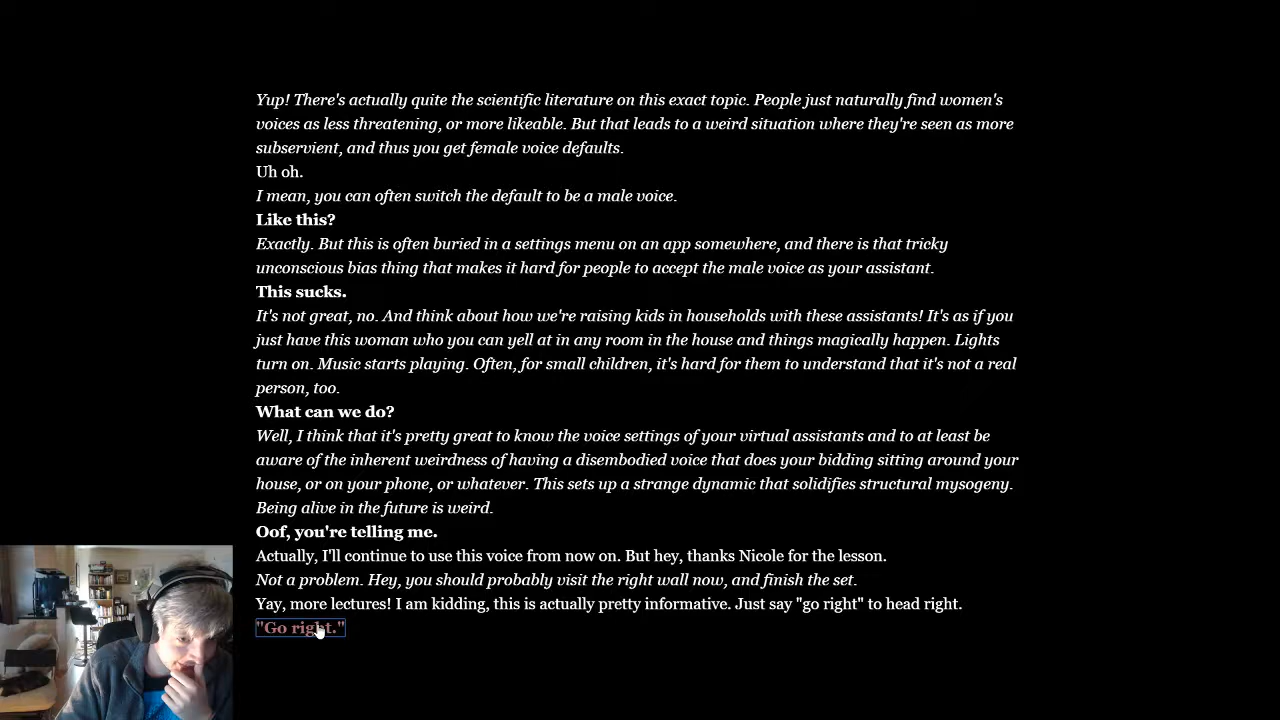 Yup! There's actually quite the scientific literature on this exact topic. People just naturally find women's
voices as less threatening, or more likeable. But that leads to a weird situation where they're seen as more
subservient, and thus you get female voice defaults.
Uh oh.
I mean, you can often switch the default to be a male voice.
Like this?
Exactly. But this is often buried in a settings menu on an app somewhere, and there is that tricky
unconscious bias thing that makes it hard for people to accept the male voice as your assistant.
This sucks.
It's not great, no. And think about how we're raising kids in households with these assistants! It's as if you
just have this woman who you can yell at in any room in the house and things magically happen. Lights
turn on. Music starts playing. Often, for small children, it's hard for them to understand that it's not a real
person, too.
What can we do?
Well, I think that it's pretty great to know the voice settings of your virtual assistants and to at least be
aware of the inherent weirdness of having a disembodied voice that does your bidding sitting around your
house, or on your phone, or whatever. This sets up a strange dynamic that solidifies structural mysogeny.
Being alive in the future is weird.
Oof, you're telling me.
Actually, I'll continue to use this voice from now on. But hey, thanks Nicole for the lesson.
Not a problem. Hey, you should probably visit the right wall now, and finish the set.
Yay, more lectures! I am kidding, this is actually pretty informative. Just say "go right" to head right.
"Go right."